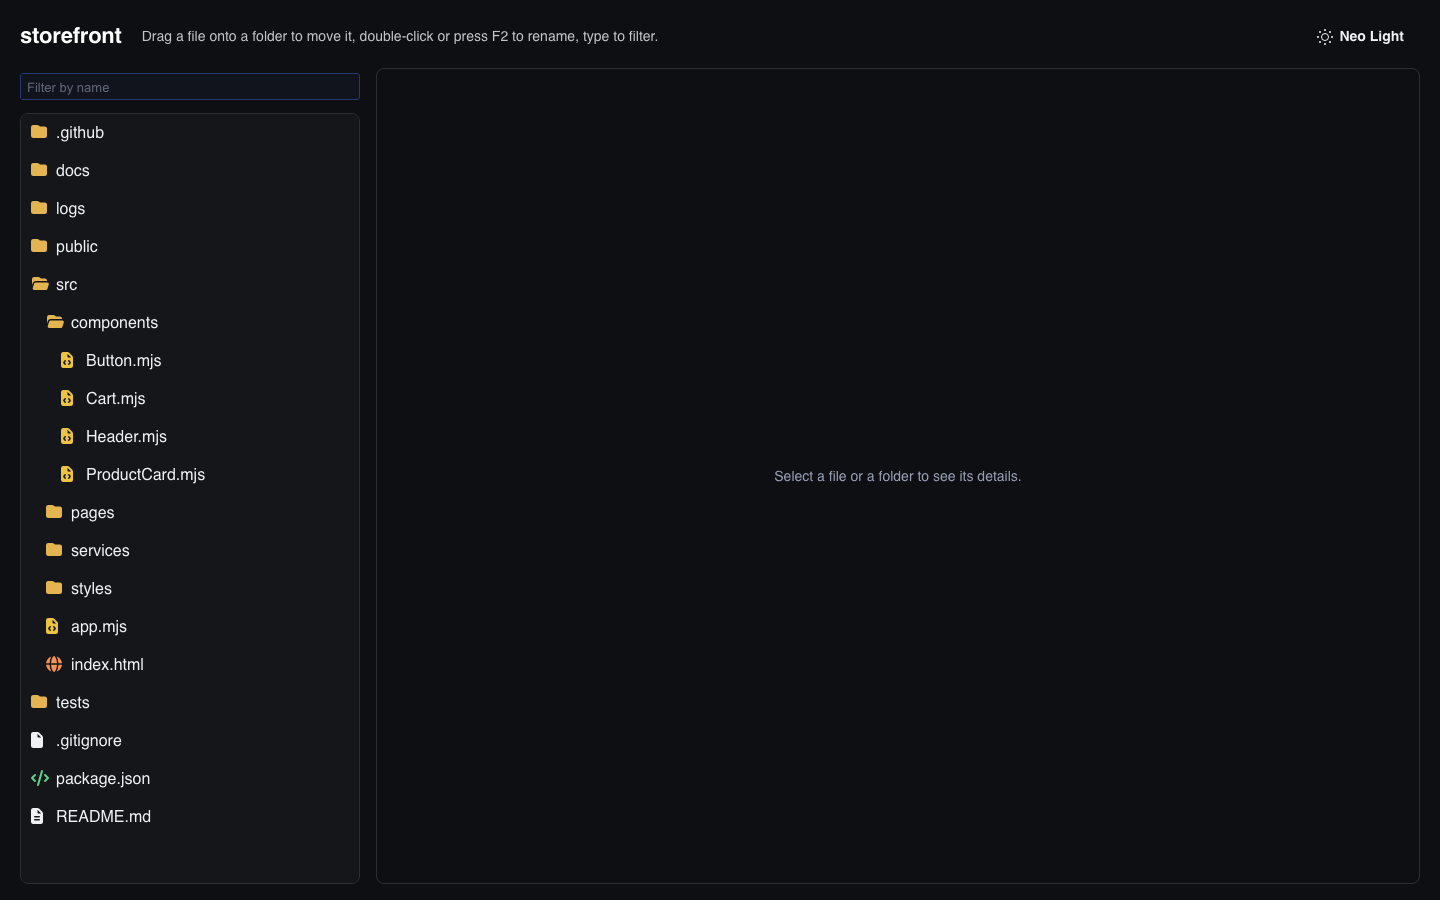 storefront
Drag a file onto a folder to move it, double-click or press F2 to rename, type to filter.
Neo Light
Filter by name
.github
docs
logs
public
src
components
Button.mjs
Cart.mjs
Header.mjs
ProductCard.mjs
pages
services
styles
app.mjs
index.html
tests
.gitignore
package.json
README.md
Select a file or a folder to see its details.